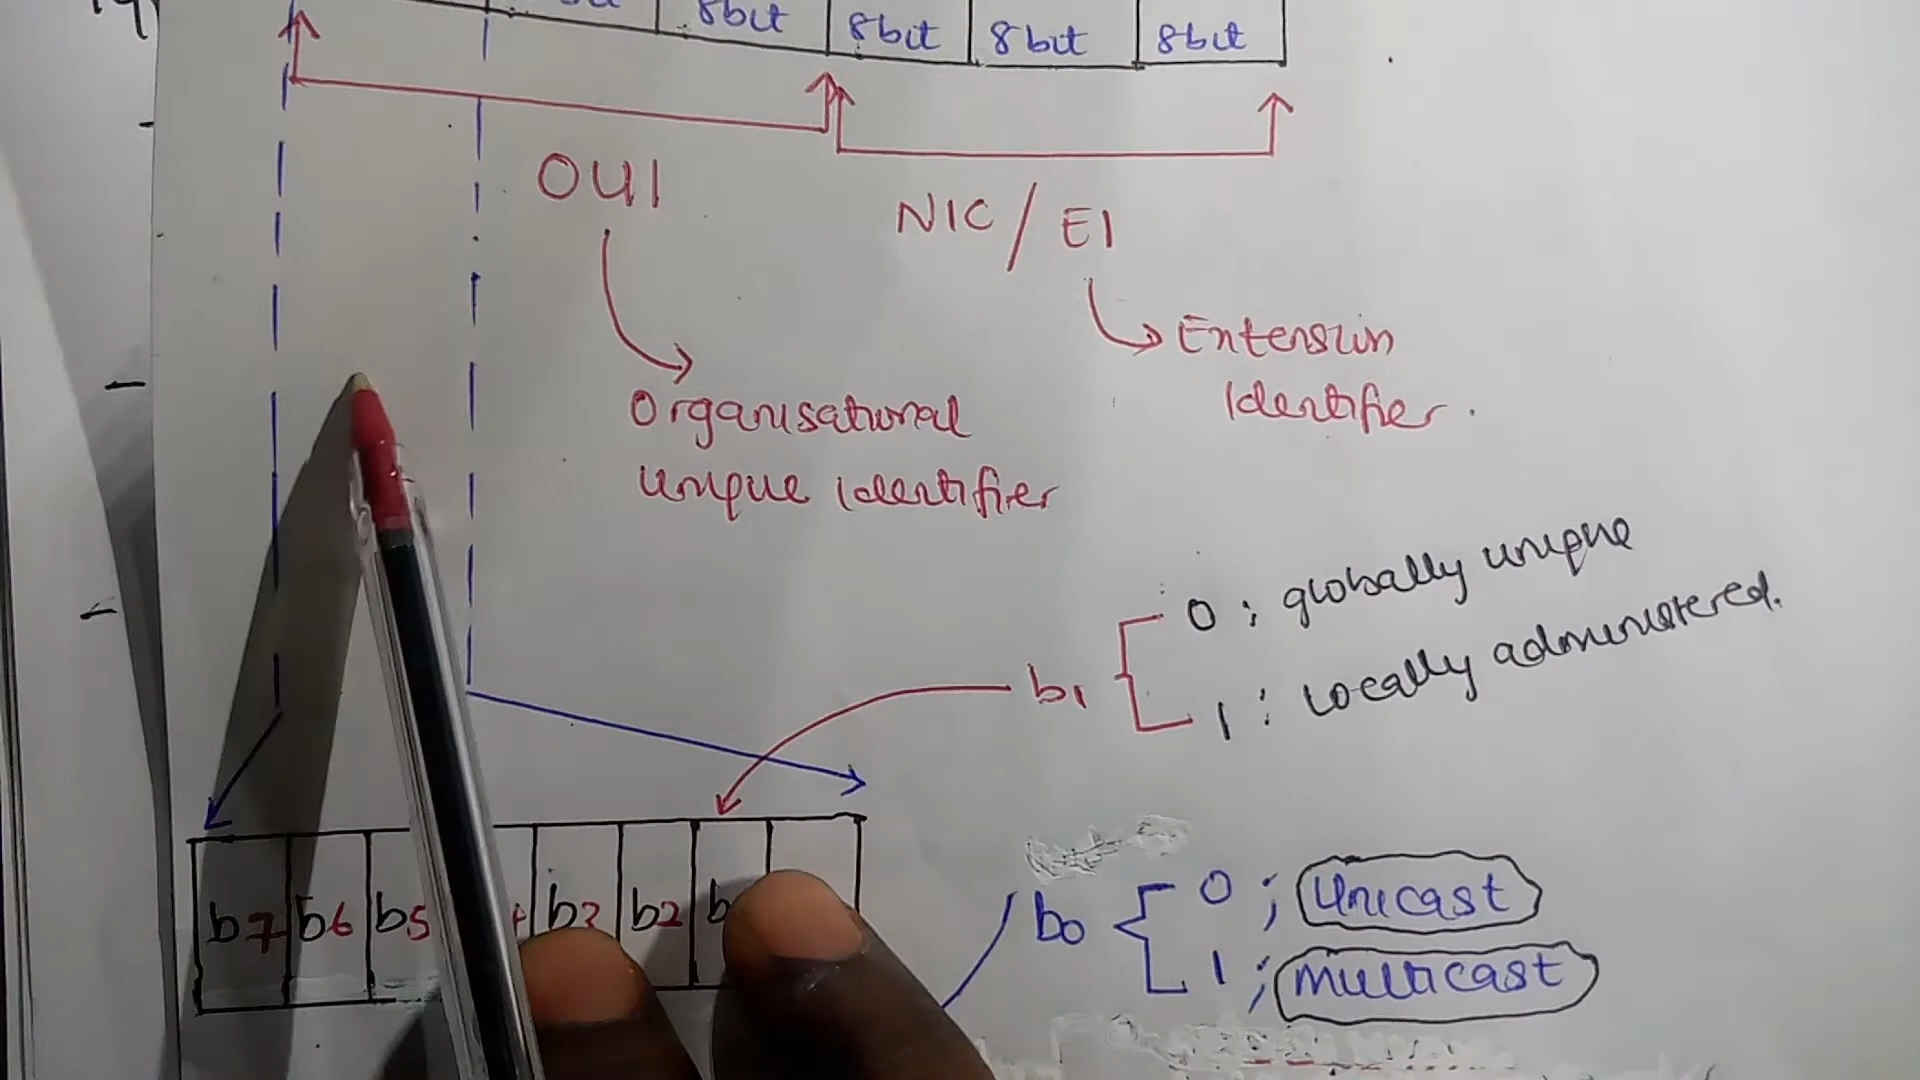 8bit 8bit 8bit 8bit
OUI
NIC / EI
Extension
Identifier.
Organisational
Unique Identifier
0 ; globally unique
b1
1 : locally administered.
b7 b6 b5 b3 b2 b
b0
0 ; Unicast
1 ; multicast